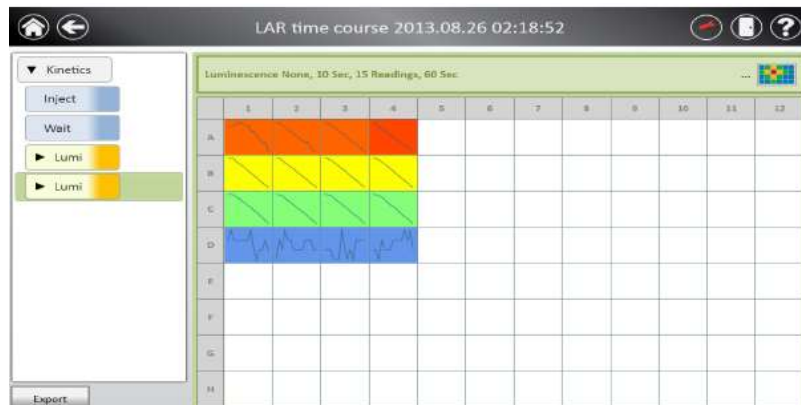 LAR time course 2013.08.26 02:18:52
?
▼ Kinetics
Inject
Wait
► Lumi
► Lumi
Export
Luminescence None, 10 Sec, 15 Readings, 60 Sec
...
1 2 3 4 5 6 7 8 9 10 11 12
A
B
C
D
E
F
G
H